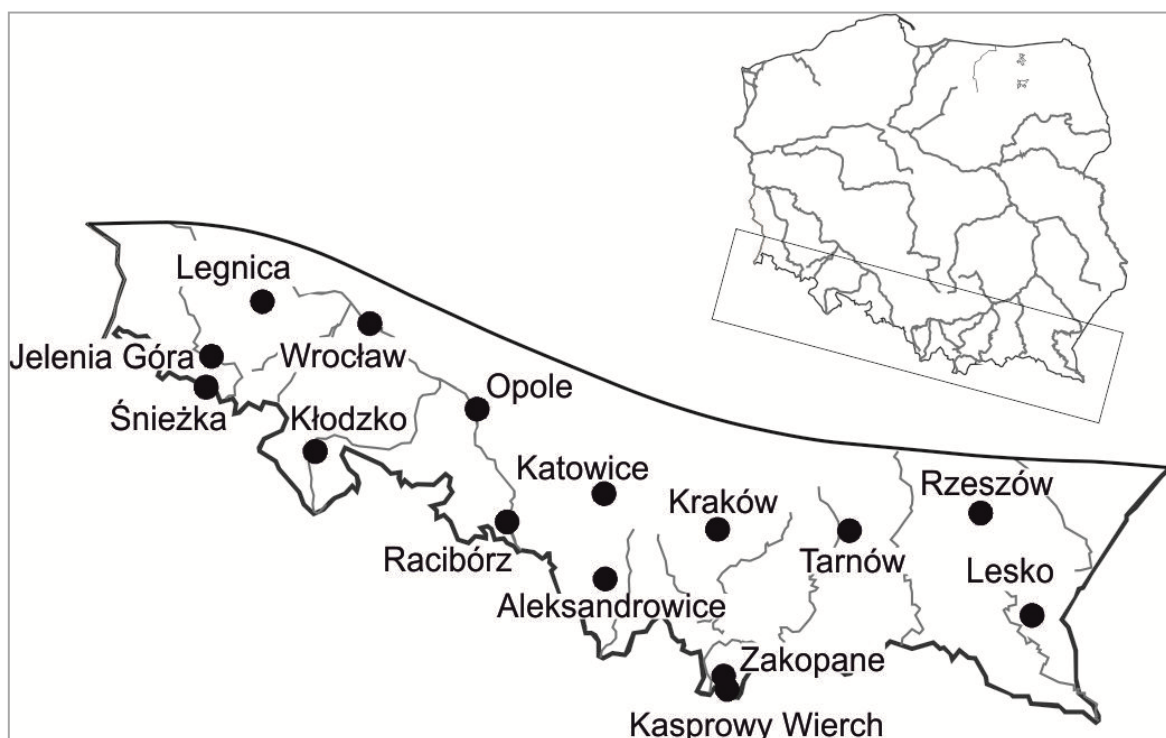 Legnica
Jelenia Góra
Wrocław
Śnieżka
Kłodzko
Opole
Katowice
Kraków
Rzeszów
Racibórz
Tarnów
Lesko
Aleksandrowice
Zakopane
Kasprowy Wierch